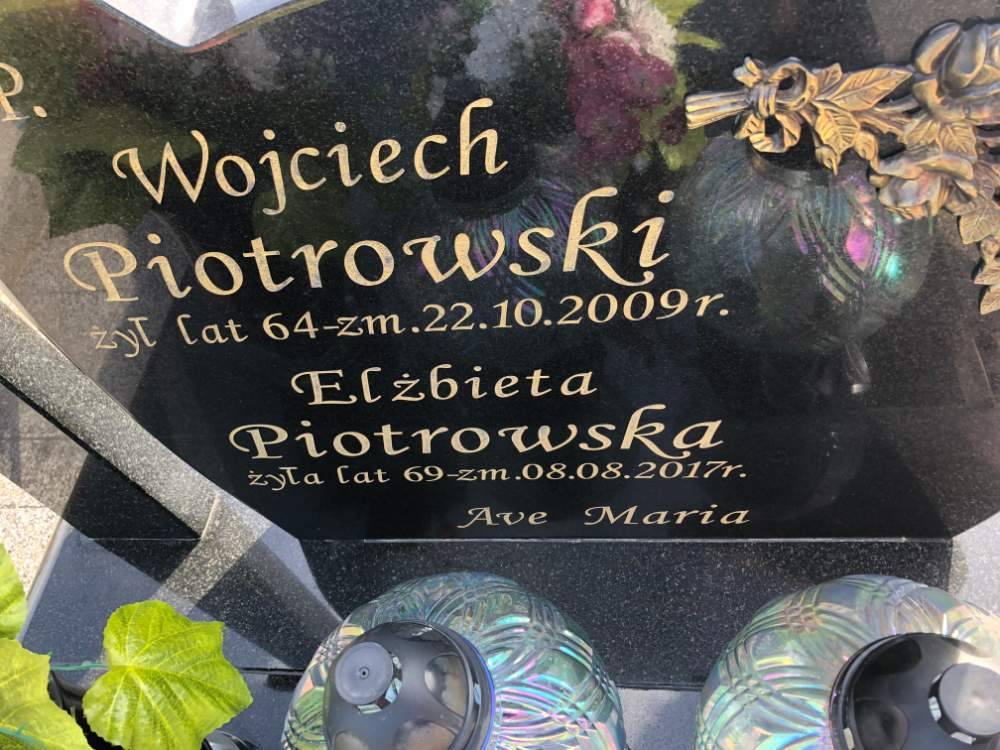 P.
Wojciech
Piotrowski
żył lat 64-zm.22.10.2009r.
Elżbieta
Piotrowska
żyła lat 69-zm.08.08.2017r.
Ave Maria